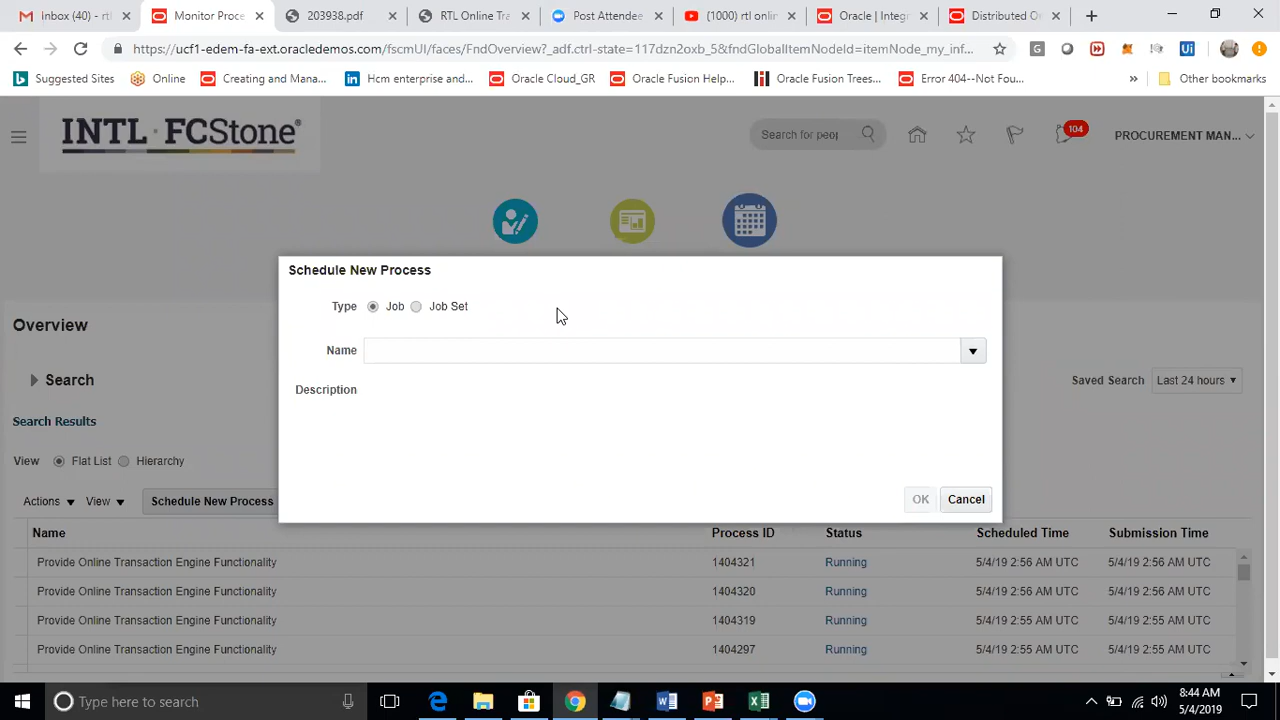 inbox (40) - rtl
Monitor Proce
203938.pdf
RTL Online Tra
Post Attendee
(1000) rtl onlin
Oracle | Integr
Distributed Or
https://ucf1-edem-fa-ext.oracledemos.com/fscmUI/faces/FndOverview?_adf.ctrl-state=117dzn2oxb_5&fndGlobalItemNodeId=itemNode_my_inf...
Suggested Sites
Online
Creating and Mana...
Hcm enterprise and...
Oracle Cloud_GR
Oracle Fusion Help...
Oracle Fusion Trees...
Error 404--Not Fou...
»
Other bookmarks
INTL FCStone®
Search for peop
104
PROCUREMENT MAN...
Schedule New Process
Type Job Job Set
Name
Description
OK Cancel
Overview
Search
Saved Search Last 24 hours
Search Results
View Flat List Hierarchy
Actions View Schedule New Process
Name Process ID Status Scheduled Time Submission Time
Provide Online Transaction Engine Functionality 1404321 Running 5/4/19 2:56 AM UTC 5/4/19 2:56 AM UTC
Provide Online Transaction Engine Functionality 1404320 Running 5/4/19 2:56 AM UTC 5/4/19 2:56 AM UTC
Provide Online Transaction Engine Functionality 1404319 Running 5/4/19 2:55 AM UTC 5/4/19 2:55 AM UTC
Provide Online Transaction Engine Functionality 1404297 Running 5/4/19 2:55 AM UTC 5/4/19 2:55 AM UTC
Type here to search
8:44 AM
5/4/2019